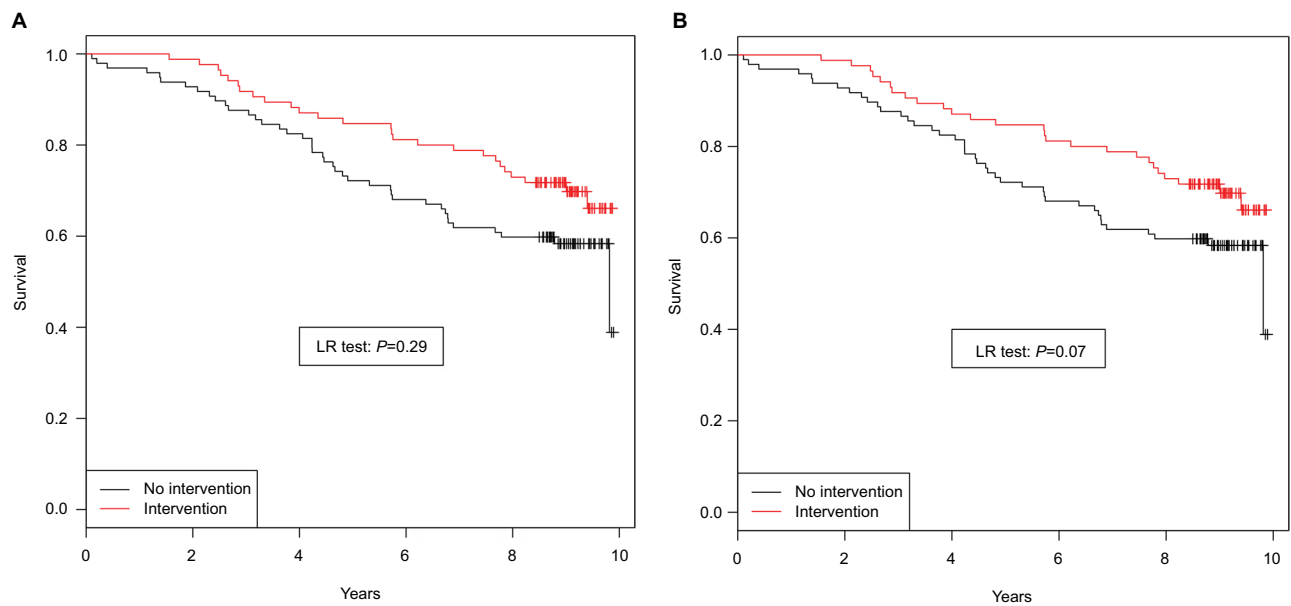 A
1.0
0.8
0.6
0.4
0.2
0.0
Survival
LR test: P=0.29
No intervention
Intervention
0 2 4 6 8 10
Years
B
1.0
0.8
0.6
0.4
0.2
0.0
Survival
LR test: P=0.07
No intervention
Intervention
0 2 4 6 8 10
Years